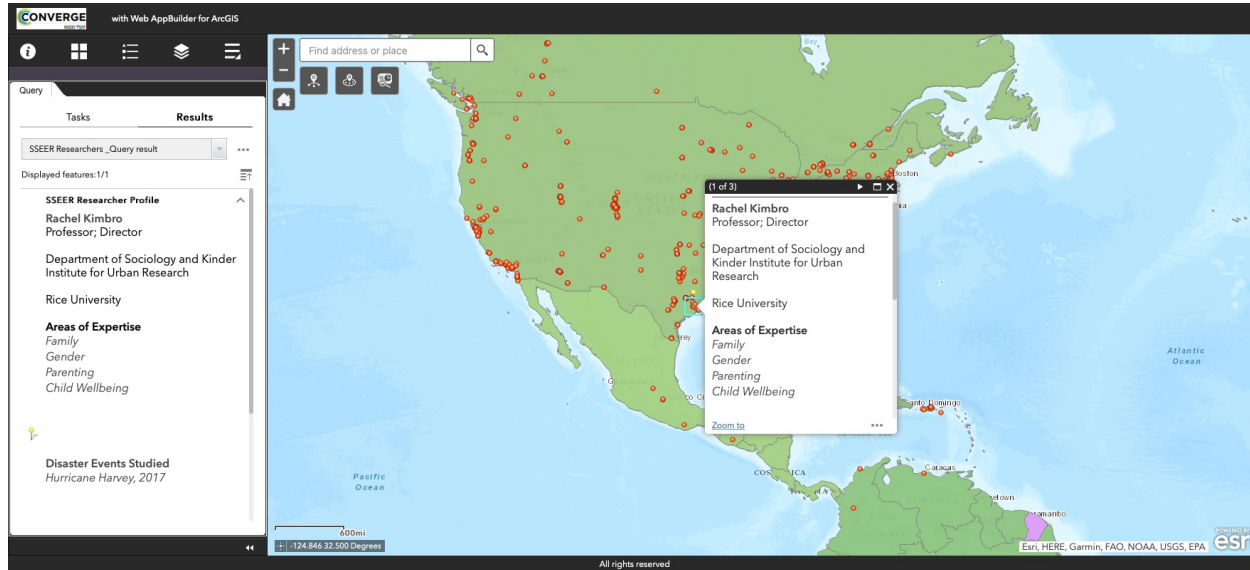 CONVERGE
with Web AppBuilder for ArcGIS
Find address or place
Query
Tasks
Results
SSEER Researchers _Query result
Displayed features:1/1
SSEER Researcher Profile
Rachel Kimbro
Professor; Director
Department of Sociology and Kinder
Institute for Urban Research
Rice University
Areas of Expertise
Family
Gender
Parenting
Child Wellbeing
Disaster Events Studied
Hurricane Harvey, 2017
(1 of 3)
Rachel Kimbro
Professor; Director
Department of Sociology and
Kinder Institute for Urban
Research
Rice University
Areas of Expertise
Family
Gender
Parenting
Child Wellbeing
Zoom to
Bay
Boston
Atlantic
Ocean
Pacific
Ocean
Caracas
600mi
-124.846 32.500 Degrees
Esri, HERE, Garmin, FAO, NOAA, USGS, EPA
POWERED BY
esri
All rights reserved